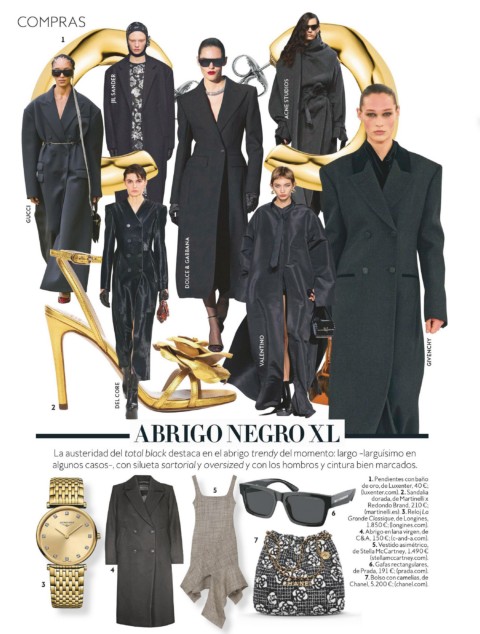 COMPRAS
1
JIL SANDER
ACNE STUDIOS
GUCCI
DOLCE & GABBANA
VALENTINO
DEL CORE
GIVENCHY
2
ABRIGO NEGRO XL
La austeridad del total black destaca en el abrigo trendy del momento: largo –larguísimo en
algunos casos–, con silueta sartorial y oversized y con los hombros y cintura bien marcados.
3
4
5
6
7
1. Pendientes con baño
de oro, de Luxenter, 40 €;
(luxenter.com). 2. Sandalia
dorada, de Martinelli x
Redondo Brand, 210 €;
(martinelli.es). 3. Reloj La
Grande Classique, de Longines,
1.850 €; (longines.com).
4. Abrigo en lana virgen, de
C&A, 150 €; (c-and-a.com).
5. Vestido asimétrico,
de Stella McCartney, 1.490 €
(stellamccartney.com).
6. Gafas rectangulares,
de Prada, 191 €; (prada.com).
7. Bolso con camelias, de
Chanel, 5.200 €; (chanel.com).
CHANEL